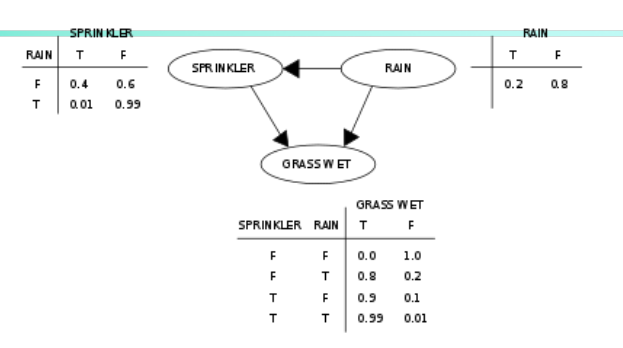 SPRINKLER
RAIN T F
F 0.4 0.6
T 0.01 0.99
SPRINKLER
RAIN
RAIN
T F
0.2 0.8
GRASS WET
GRASS WET
SPRINKLER RAIN T F
F F 0.0 1.0
F T 0.8 0.2
T F 0.9 0.1
T T 0.99 0.01